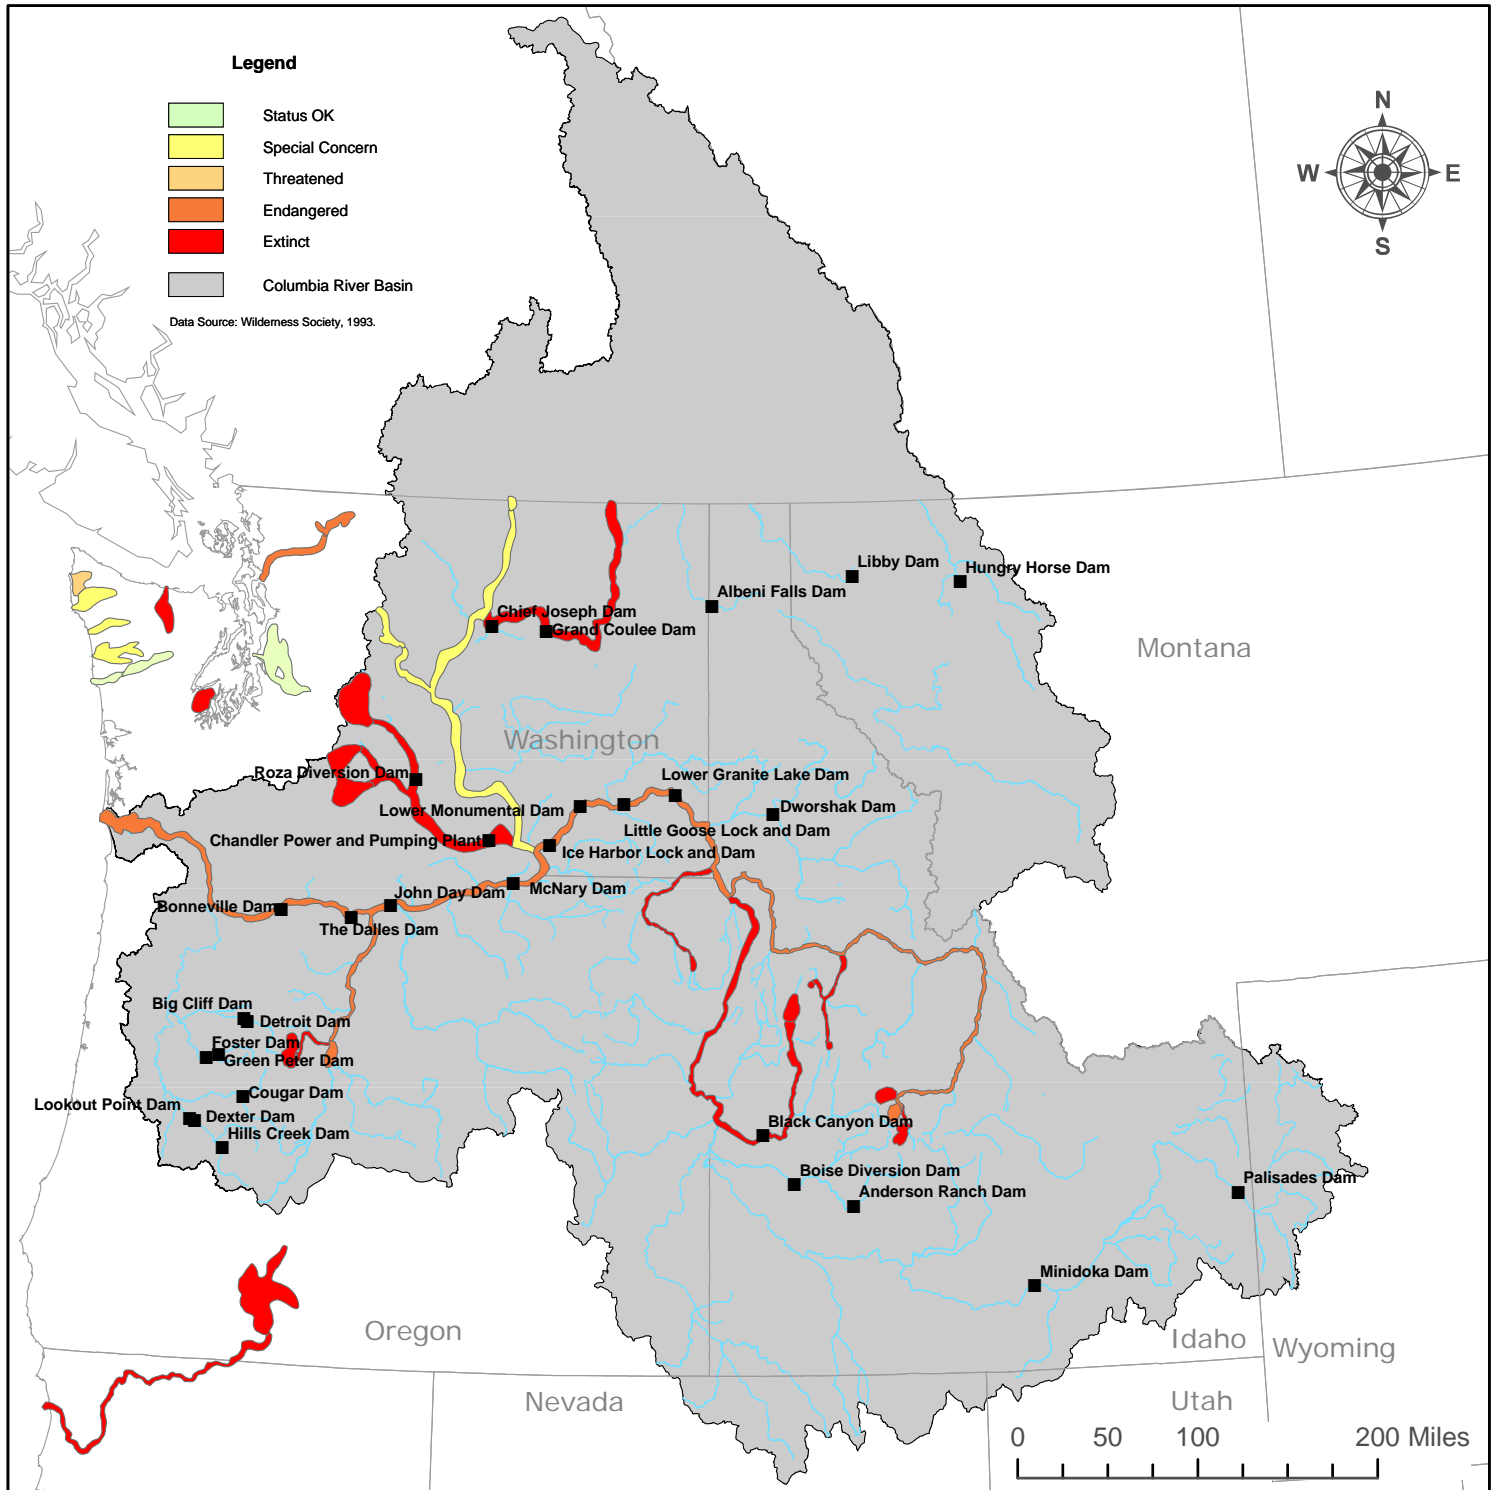 Legend
Status OK
Special Concern
Threatened
Endangered
Extinct
Columbia River Basin
Data Source: Wilderness Society, 1993.
N
W
E
S
Libby Dam
Hungry Horse Dam
Albeni Falls Dam
Chief Joseph Dam
Grand Coulee Dam
Montana
Washington
Roza Diversion Dam
Lower Granite Lake Dam
Lower Monumental Dam
Dworshak Dam
Little Goose Lock and Dam
Chandler Power and Pumping Plant
Ice Harbor Lock and Dam
John Day Dam
McNary Dam
Bonneville Dam
The Dalles Dam
Big Cliff Dam
Detroit Dam
Foster Dam
Green Peter Dam
Cougar Dam
Lookout Point Dam
Dexter Dam
Hills Creek Dam
Black Canyon Dam
Boise Diversion Dam
Anderson Ranch Dam
Palisades Dam
Minidoka Dam
Oregon
Idaho
Wyoming
Nevada
Utah
0 50 100 200 Miles